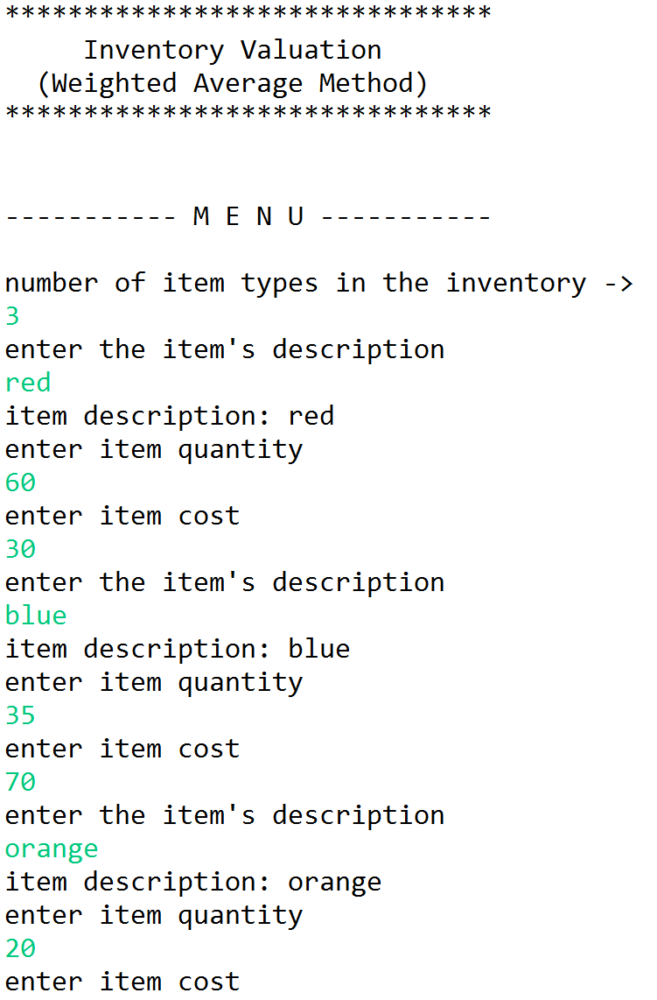 *******************************
Inventory Valuation
(Weighted Average Method)
*******************************
----------- M E N U -----------
number of item types in the inventory ->
3
enter the item's description
red
item description: red
enter item quantity
60
enter item cost
30
enter the item's description
blue
item description: blue
enter item quantity
35
enter item cost
70
enter the item's description
orange
item description: orange
enter item quantity
20
enter item cost